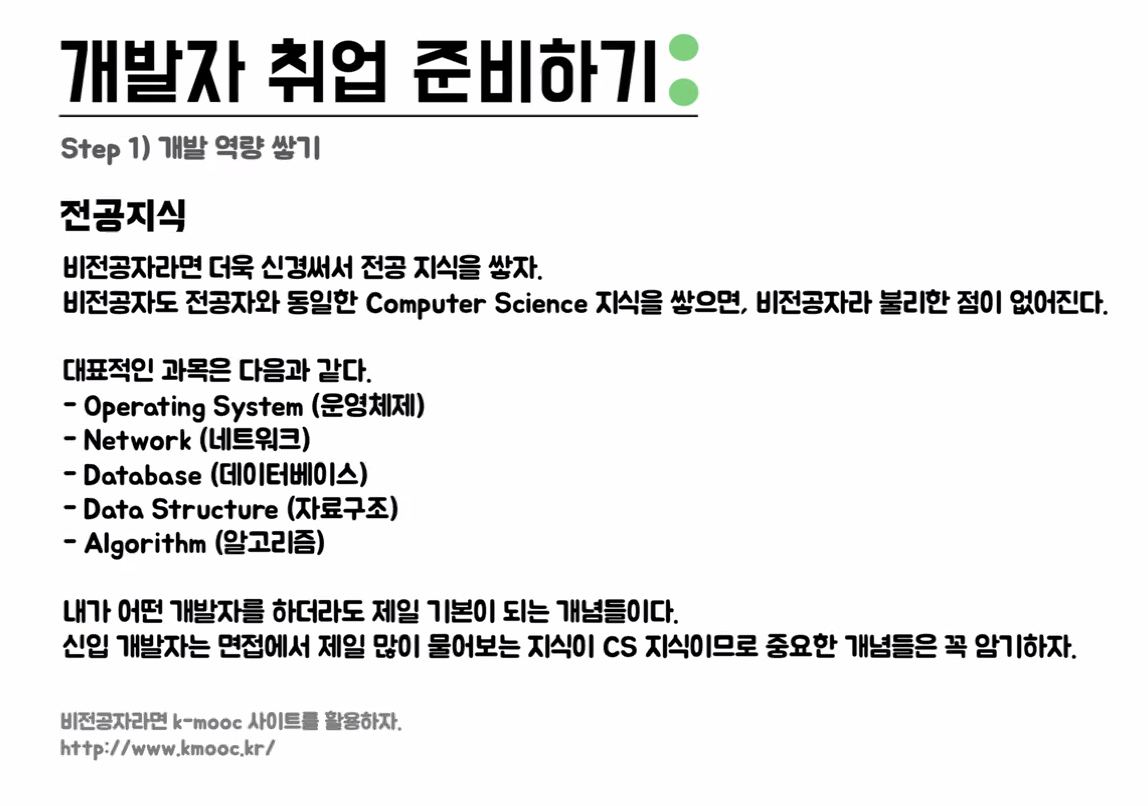 개발자 취업 준비하기:
Step 1) 개발 역량 쌓기
전공지식
비전공자라면 더욱 신경써서 전공 지식을 쌓자.
비전공자도 전공자와 동일한 Computer Science 지식을 쌓으면, 비전공자라 불리한 점이 없어진다.
대표적인 과목은 다음과 같다.
- Operating System (운영체제)
- Network (네트워크)
- Database (데이터베이스)
- Data Structure (자료구조)
- Algorithm (알고리즘)
내가 어떤 개발자를 하더라도 제일 기본이 되는 개념들이다.
신입 개발자는 면접에서 제일 많이 물어보는 지식이 CS 지식이므로 중요한 개념들은 꼭 암기하자.
비전공자라면 k-mooc 사이트를 활용하자.
http://www.kmooc.kr/